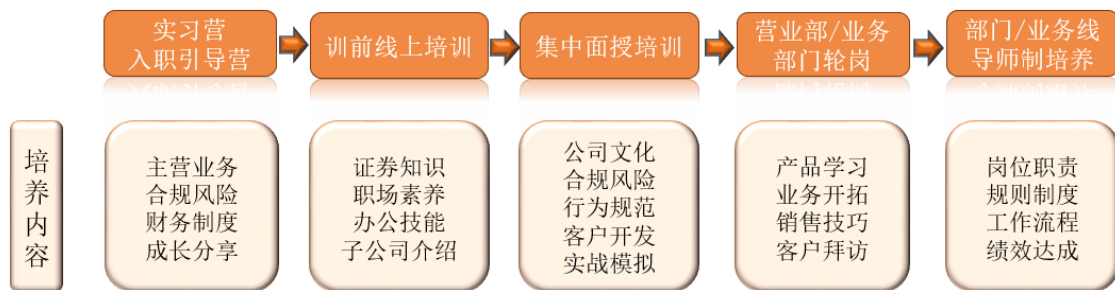 实习营
入职引导营
训前线上培训
集中面授培训
营业部/业务
部门轮岗
部门/业务线
导师制培养
培养内容
主营业务
合规风险
财务制度
成长分享
证券知识
职场素养
办公技能
子公司介绍
公司文化
合规风险
行为规范
客户开发
实战模拟
产品学习
业务开拓
销售技巧
客户拜访
岗位职责
规则制度
工作流程
绩效达成